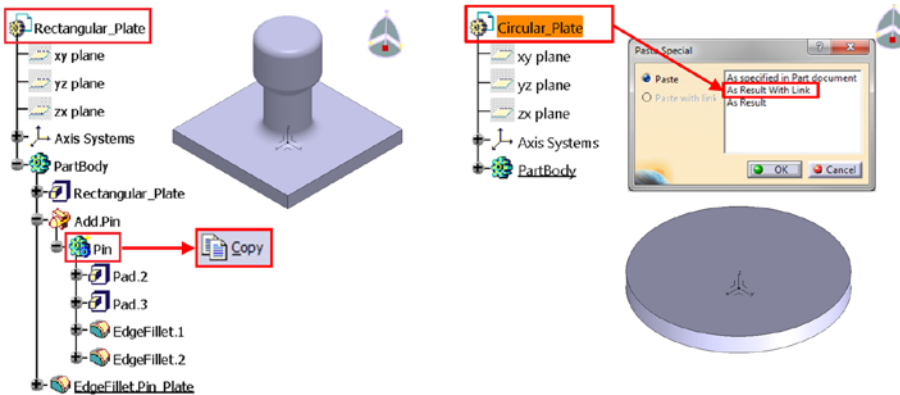 Rectangular_Plate
xy plane
yz plane
zx plane
Axis Systems
PartBody
Rectangular_Plate
Add.Pin
Pin
Copy
Pad.2
Pad.3
EdgeFillet.1
EdgeFillet.2
EdgeFillet.Pin_Plate
Circular_Plate
xy plane
yz plane
zx plane
Axis Systems
PartBody
Paste Special
Paste
Paste with link
As specified in Part document
As Result With Link
As Result
OK
Cancel